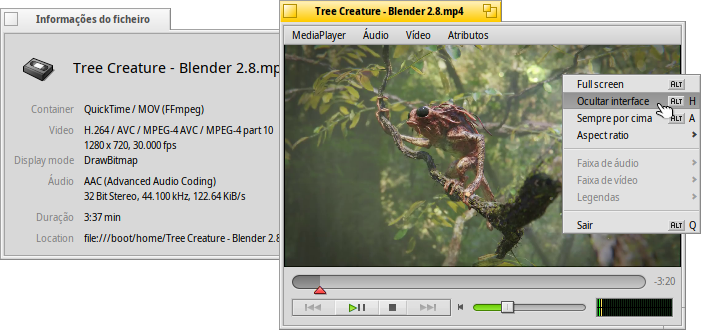 Informações do ficheiro
Tree Creature - Blender 2.8.mp
Container QuickTime / MOV (FFmpeg)
Vídeo H.264 / AVC / MPEG-4 AVC / MPEG-4 part 10
1280 x 720, 30.000 fps
Display mode DrawBitmap
Áudio AAC (Advanced Audio Coding)
32 Bit Stereo, 44.100 kHz, 122.64 KiB/s
Duração 3:37 min
Location file:///boot/home/Tree Creature - Blender 2.8
Tree Creature - Blender 2.8.mp4
MediaPlayer Áudio Vídeo Atributos
Full screen ALT
Ocultar interface ALT H
Sempre por cima ALT A
Aspect ratio
Faixa de áudio
Faixa de vídeo
Legendas
Sair ALT Q
-3:20